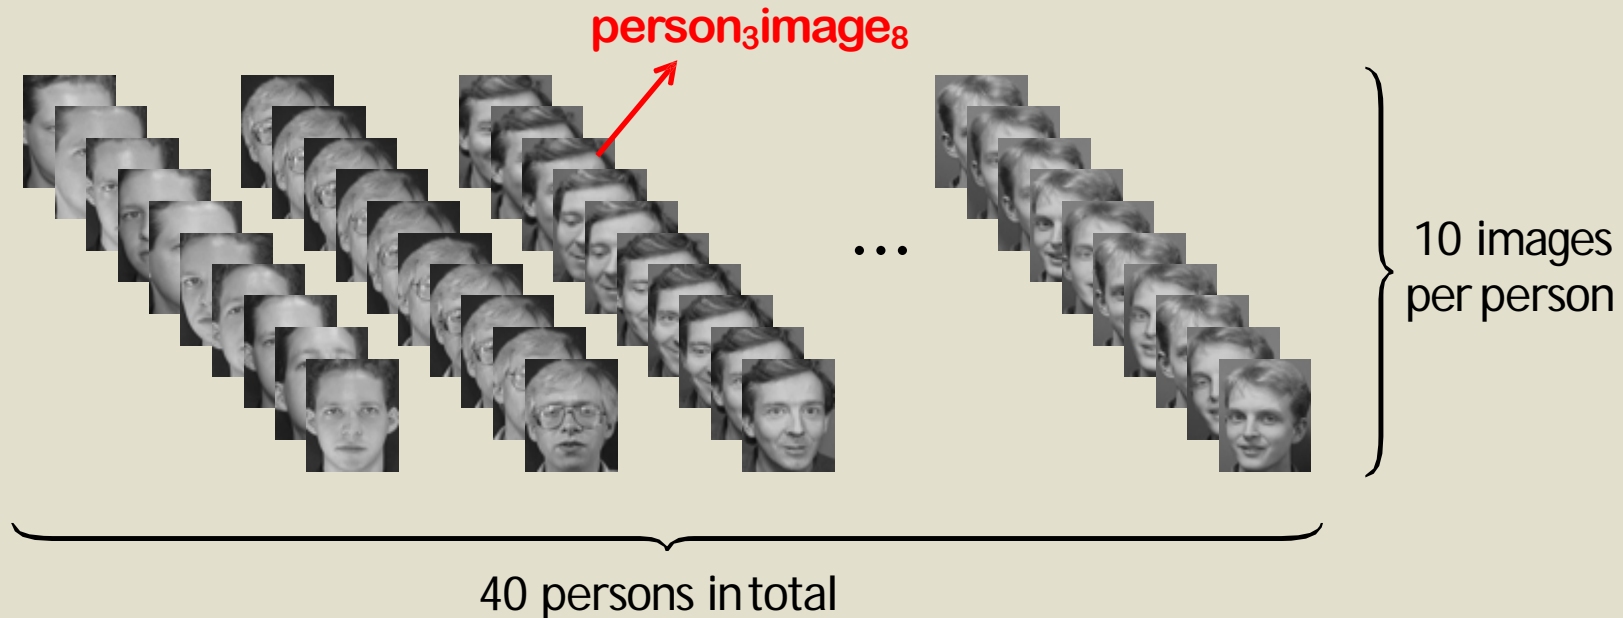 person₃image₈
...
10 images
per person
40 persons in total